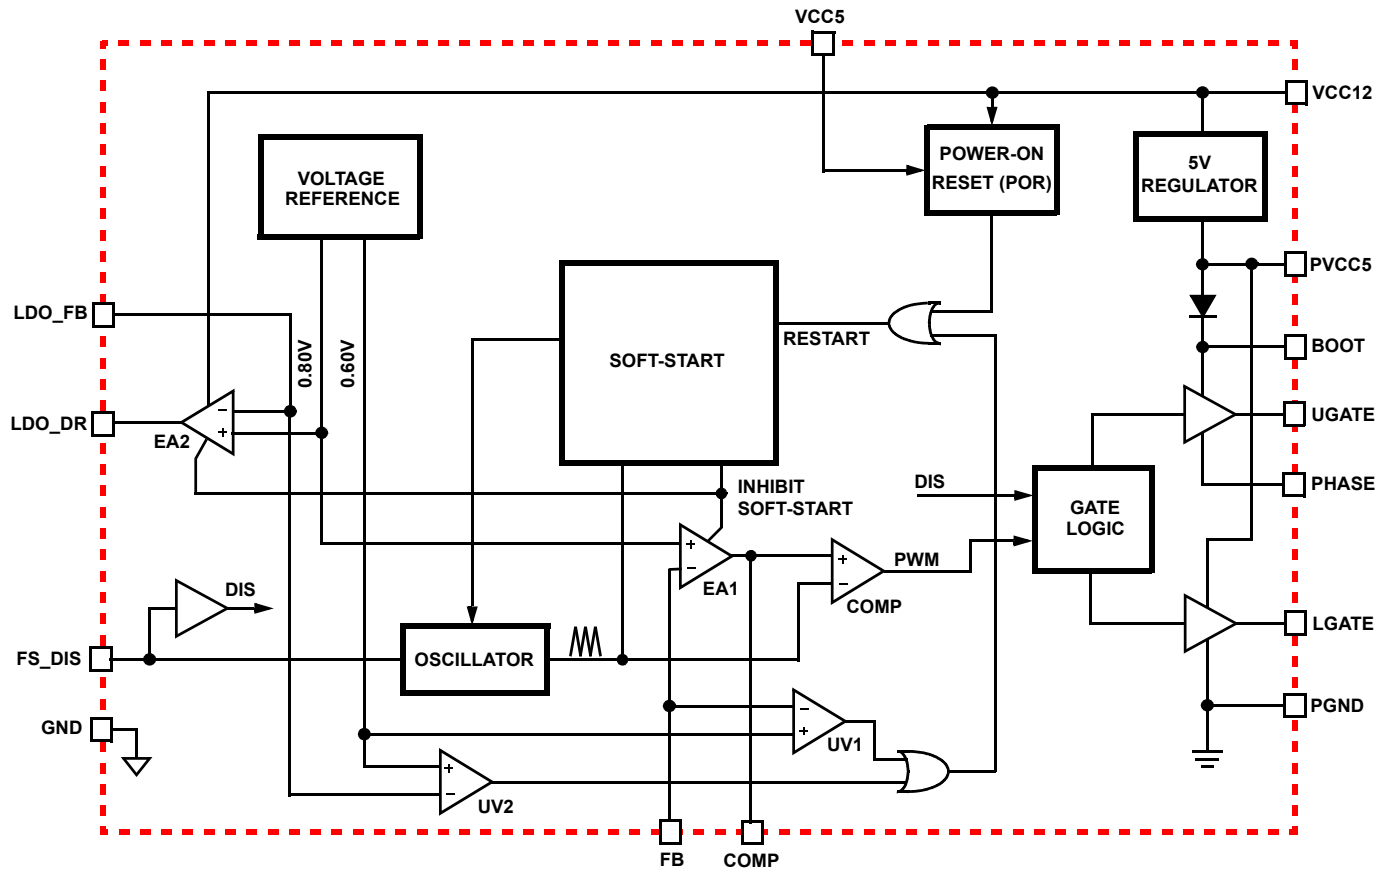 VCC5
VCC12
POWER-ON
RESET (POR)
5V
REGULATOR
VOLTAGE
REFERENCE
PVCC5
LDO_FB
RESTART
BOOT
0.80V
0.60V
SOFT-START
LDO_DR
EA2
-
+
UGATE
INHIBIT
SOFT-START
DIS
PHASE
GATE
LOGIC
+
-
EA1
+
-
COMP
PWM
DIS
LGATE
FS_DIS
OSCILLATOR
GND
-
+
UV1
PGND
+
-
UV2
FB
COMP